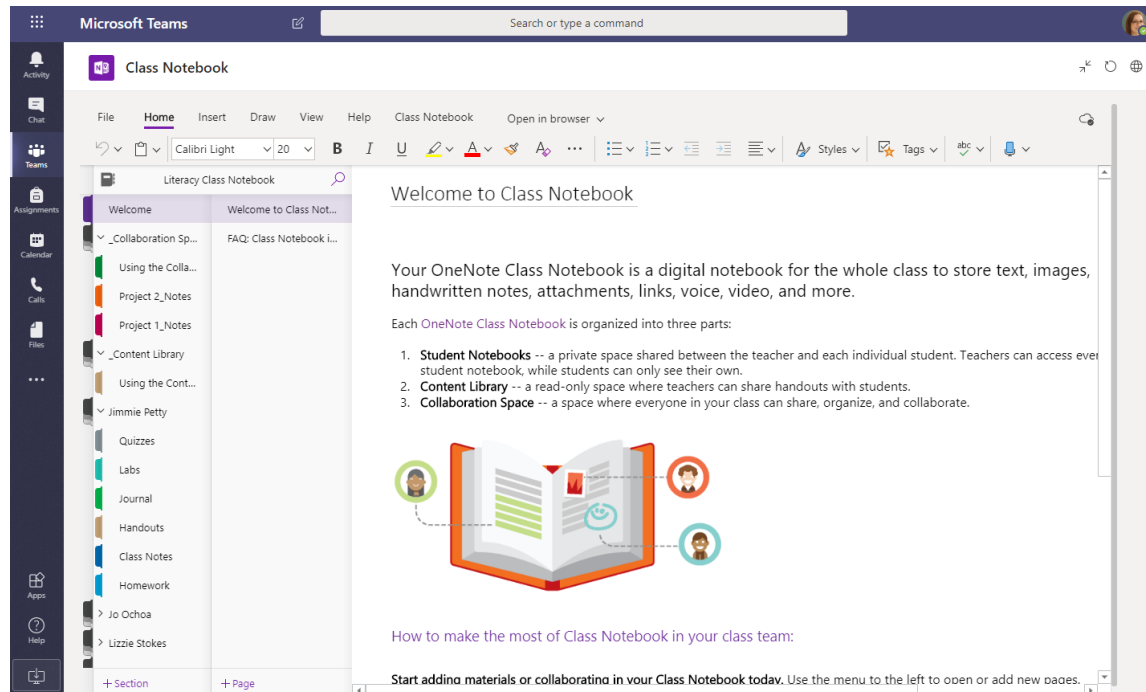 Microsoft Teams
Search or type a command
Activity
Chat
Teams
Assignments
Calendar
Calls
Files
Apps
Help
Class Notebook
File Home Insert Draw View Help Class Notebook Open in browser
Calibri Light 20 B I U A A Styles Tags abc
Literacy Class Notebook
Welcome
_Collaboration Sp...
Using the Colla...
Project 2_Notes
Project 1_Notes
_Content Library
Using the Cont...
Jimmie Petty
Quizzes
Labs
Journal
Handouts
Class Notes
Homework
Jo Ochoa
Lizzie Stokes
+ Section
Welcome to Class Not...
FAQ: Class Notebook i...
+ Page
Welcome to Class Notebook
Your OneNote Class Notebook is a digital notebook for the whole class to store text, images,
handwritten notes, attachments, links, voice, video, and more.
Each OneNote Class Notebook is organized into three parts:
1. Student Notebooks -- a private space shared between the teacher and each individual student. Teachers can access ever
student notebook, while students can only see their own.
2. Content Library -- a read-only space where teachers can share handouts with students.
3. Collaboration Space -- a space where everyone in your class can share, organize, and collaborate.
How to make the most of Class Notebook in your class team:
Start adding materials or collaborating in your Class Notebook today. Use the menu to the left to open or add new pages.